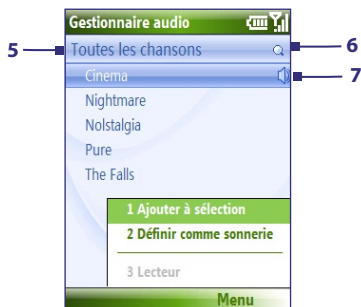 Gestionnaire audio
5 Toutes les chansons 6
Cinema 7
Nightmare
Nolstalgia
Pure
The Falls
1 Ajouter à sélection
2 Définir comme sonnerie
3 Lecteur
Menu